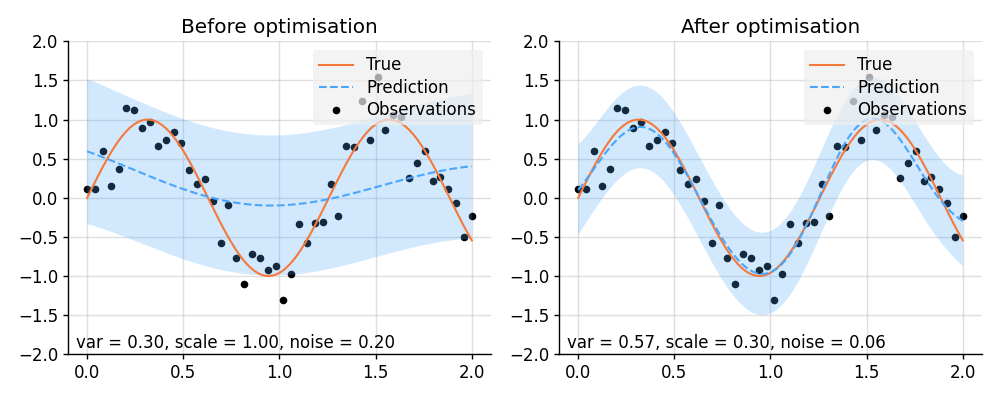 Before optimisation
2.0
1.5
1.0
0.5
0.0
−0.5
−1.0
−1.5
−2.0
True
Prediction
Observations
var = 0.30, scale = 1.00, noise = 0.20
0.0 0.5 1.0 1.5 2.0
After optimisation
2.0
1.5
1.0
0.5
0.0
−0.5
−1.0
−1.5
−2.0
True
Prediction
Observations
var = 0.57, scale = 0.30, noise = 0.06
0.0 0.5 1.0 1.5 2.0